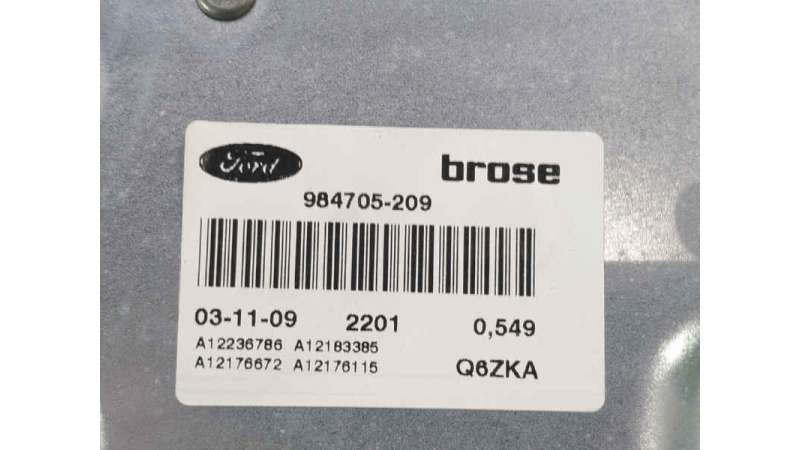 Ford brose
984705-209
03-11-09 2201 0,549
A12236786 A12183385
A12176672 A12176115 Q6ZKA